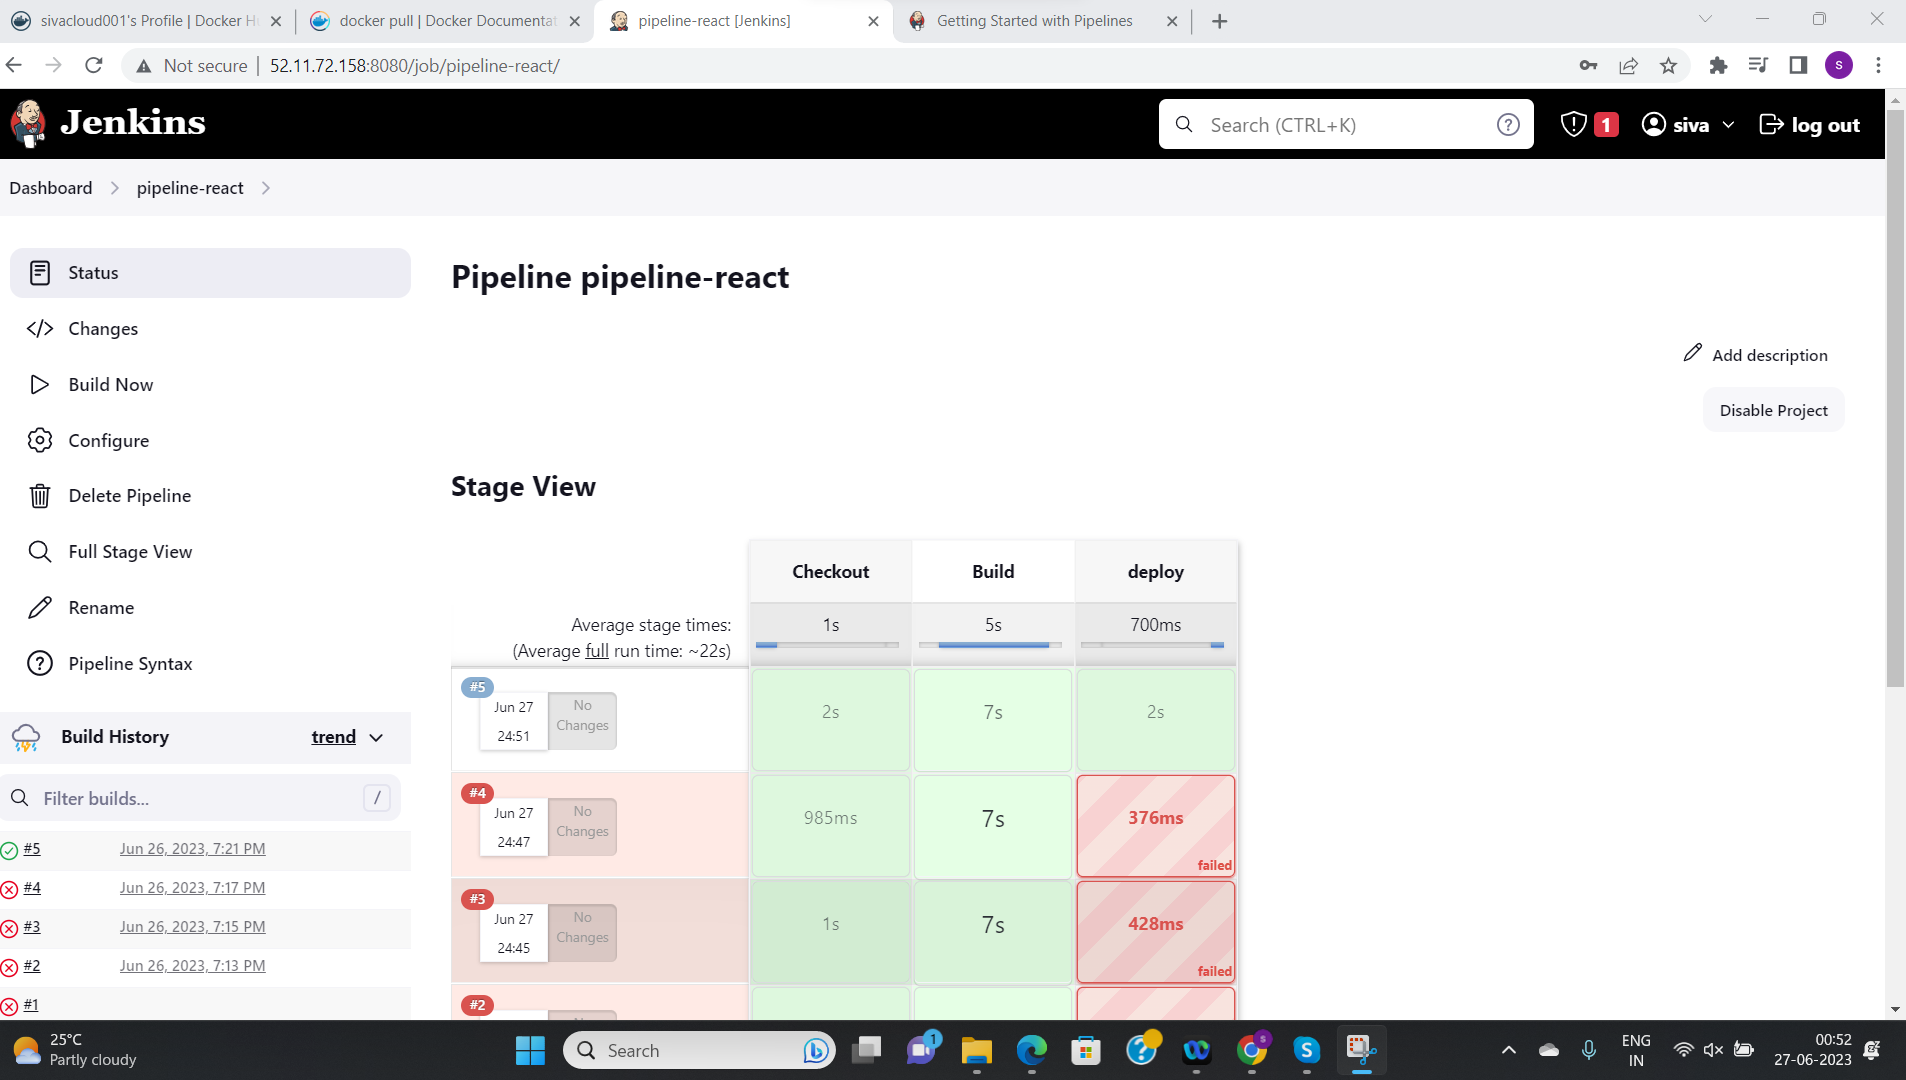 sivacloud001's Profile | Docker H
docker pull | Docker Documentat
pipeline-react [Jenkins]
Getting Started with Pipelines
Not secure
52.11.72.158:8080/job/pipeline-react/
s
Jenkins
Search (CTRL+K)
?
1
siva
log out
Dashboard
pipeline-react
Status
Changes
Build Now
Configure
Delete Pipeline
Full Stage View
Rename
Pipeline Syntax
Build History
trend
Filter builds...
/
#5
Jun 26, 2023, 7:21 PM
#4
Jun 26, 2023, 7:17 PM
#3
Jun 26, 2023, 7:15 PM
#2
Jun 26, 2023, 7:13 PM
#1
Pipeline pipeline-react
Add description
Disable Project
Stage View
Checkout
Build
deploy
Average stage times:
(Average full run time: ~22s)
1s
5s
700ms
#5
Jun 27
24:51
No
Changes
2s
7s
2s
#4
Jun 27
24:47
No
Changes
985ms
7s
376ms
failed
#3
Jun 27
24:45
No
Changes
1s
7s
428ms
failed
#2
25°C
Partly cloudy
Search
1
s
ENG
IN
00:52
27-06-2023